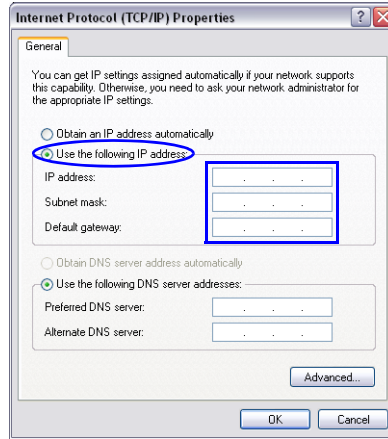 Internet Protocol (TCP/IP) Properties
General
You can get IP settings assigned automatically if your network supports
this capability. Otherwise, you need to ask your network administrator for
the appropriate IP settings.
Obtain an IP address automatically
Use the following IP address:
IP address:
Subnet mask:
Default gateway:
Obtain DNS server address automatically
Use the following DNS server addresses:
Preferred DNS server:
Alternate DNS server:
Advanced...
OK Cancel